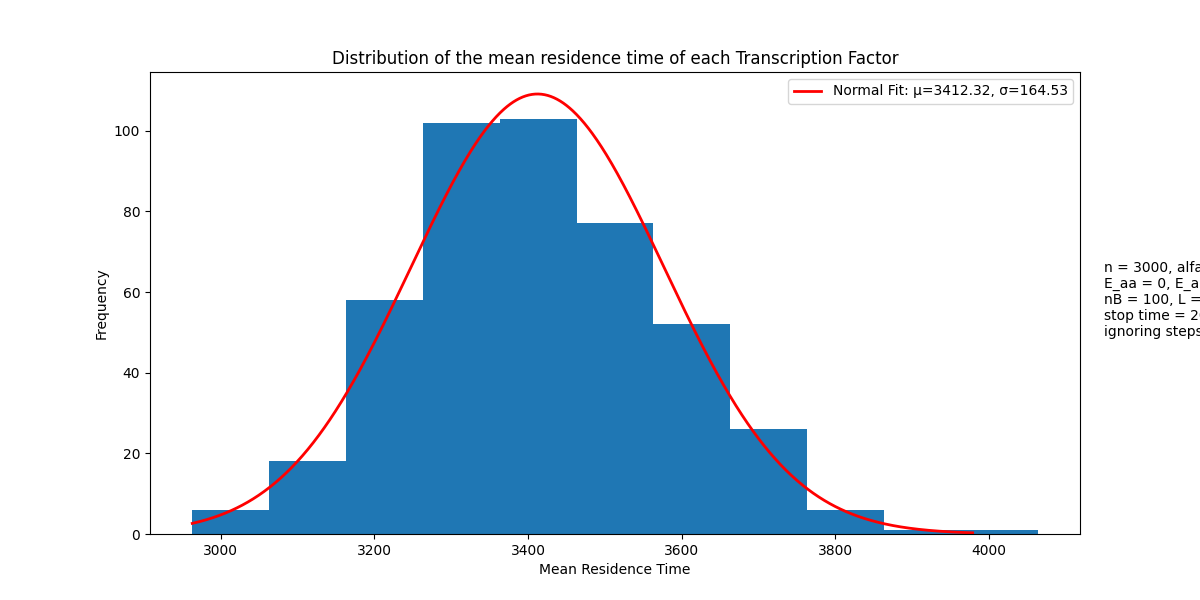 Distribution of the mean residence time of each Transcription Factor
Normal Fit: μ=3412.32, σ=164.53
100
80
60
40
20
0
Frequency
3000 3200 3400 3600 3800 4000
Mean Residence Time
n = 3000, alfa
E_aa = 0, E_a
nB = 100, L =
stop time = 2
ignoring steps